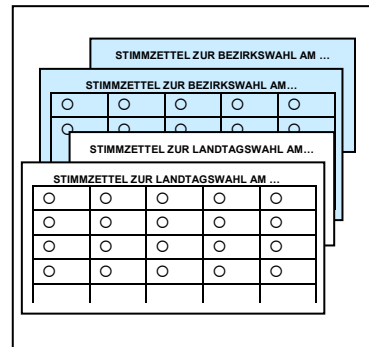 STIMMZETTEL ZUR BEZIRKSWAHL AM ...
STIMMZETTEL ZUR BEZIRKSWAHL AM...
STIMMZETTEL ZUR LANDTAGSWAHL AM...
STIMMZETTEL ZUR LANDTAGSWAHL AM ...